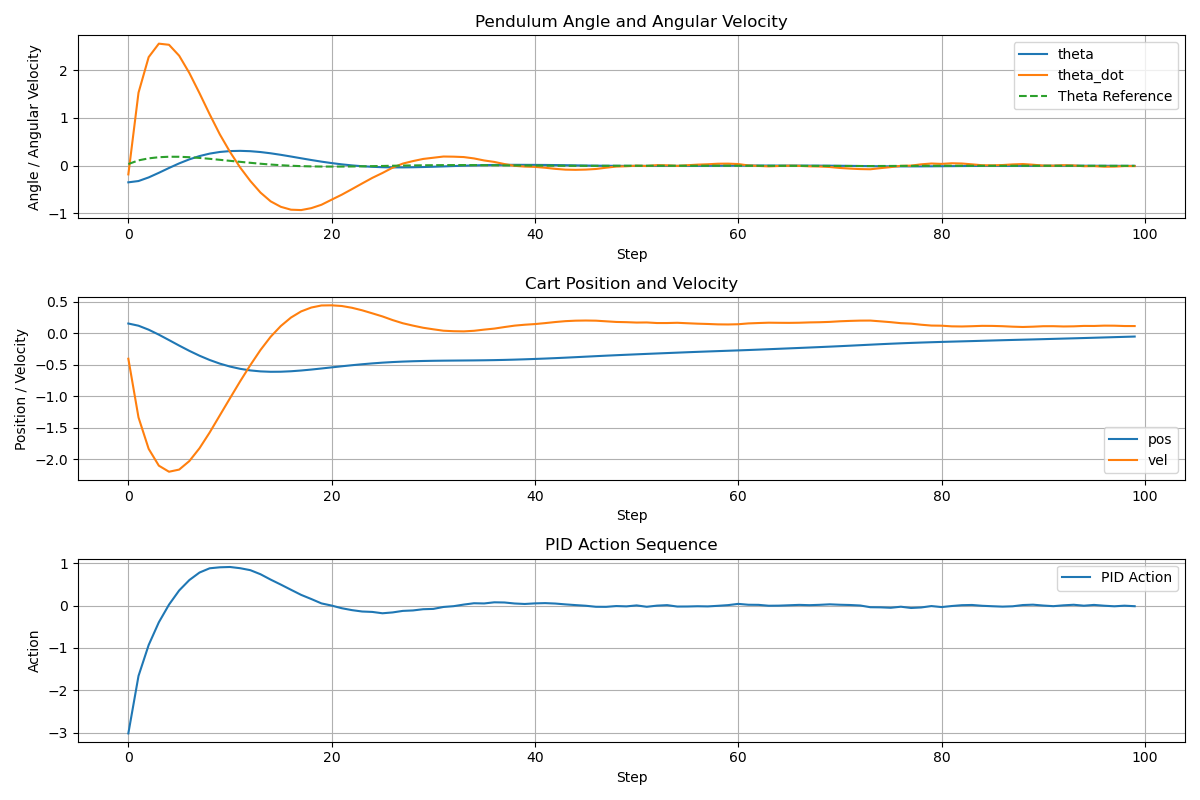 Pendulum Angle and Angular Velocity
Angle / Angular Velocity
2
1
0
−1
theta
theta_dot
Theta Reference
0 20 40 60 80 100
Step
Cart Position and Velocity
Position / Velocity
0.5
0.0
−0.5
−1.0
−1.5
−2.0
pos
vel
0 20 40 60 80 100
Step
PID Action Sequence
Action
1
0
−1
−2
−3
PID Action
0 20 40 60 80 100
Step